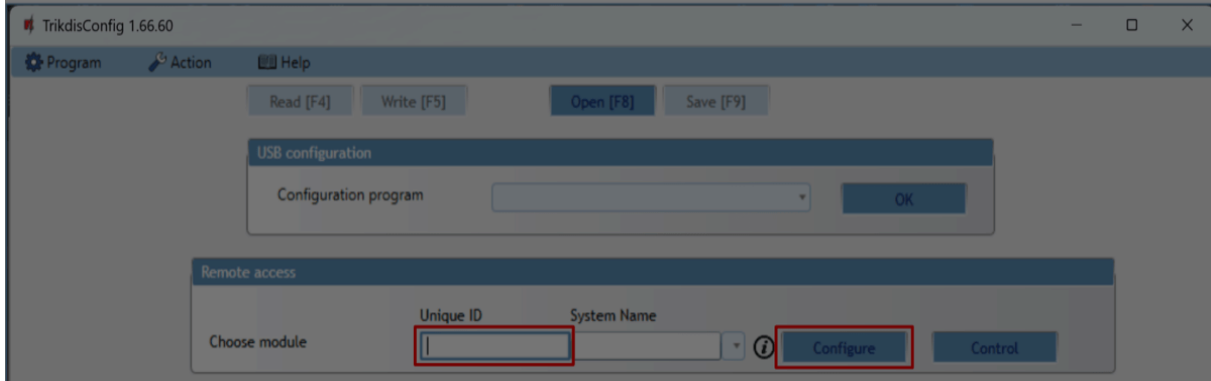 TrikdisConfig 1.66.60
Program Action Help
Read [F4] Write [F5] Open [F8] Save [F9]
USB configuration
Configuration program OK
Remote access
Unique ID System Name
Choose module i Configure Control